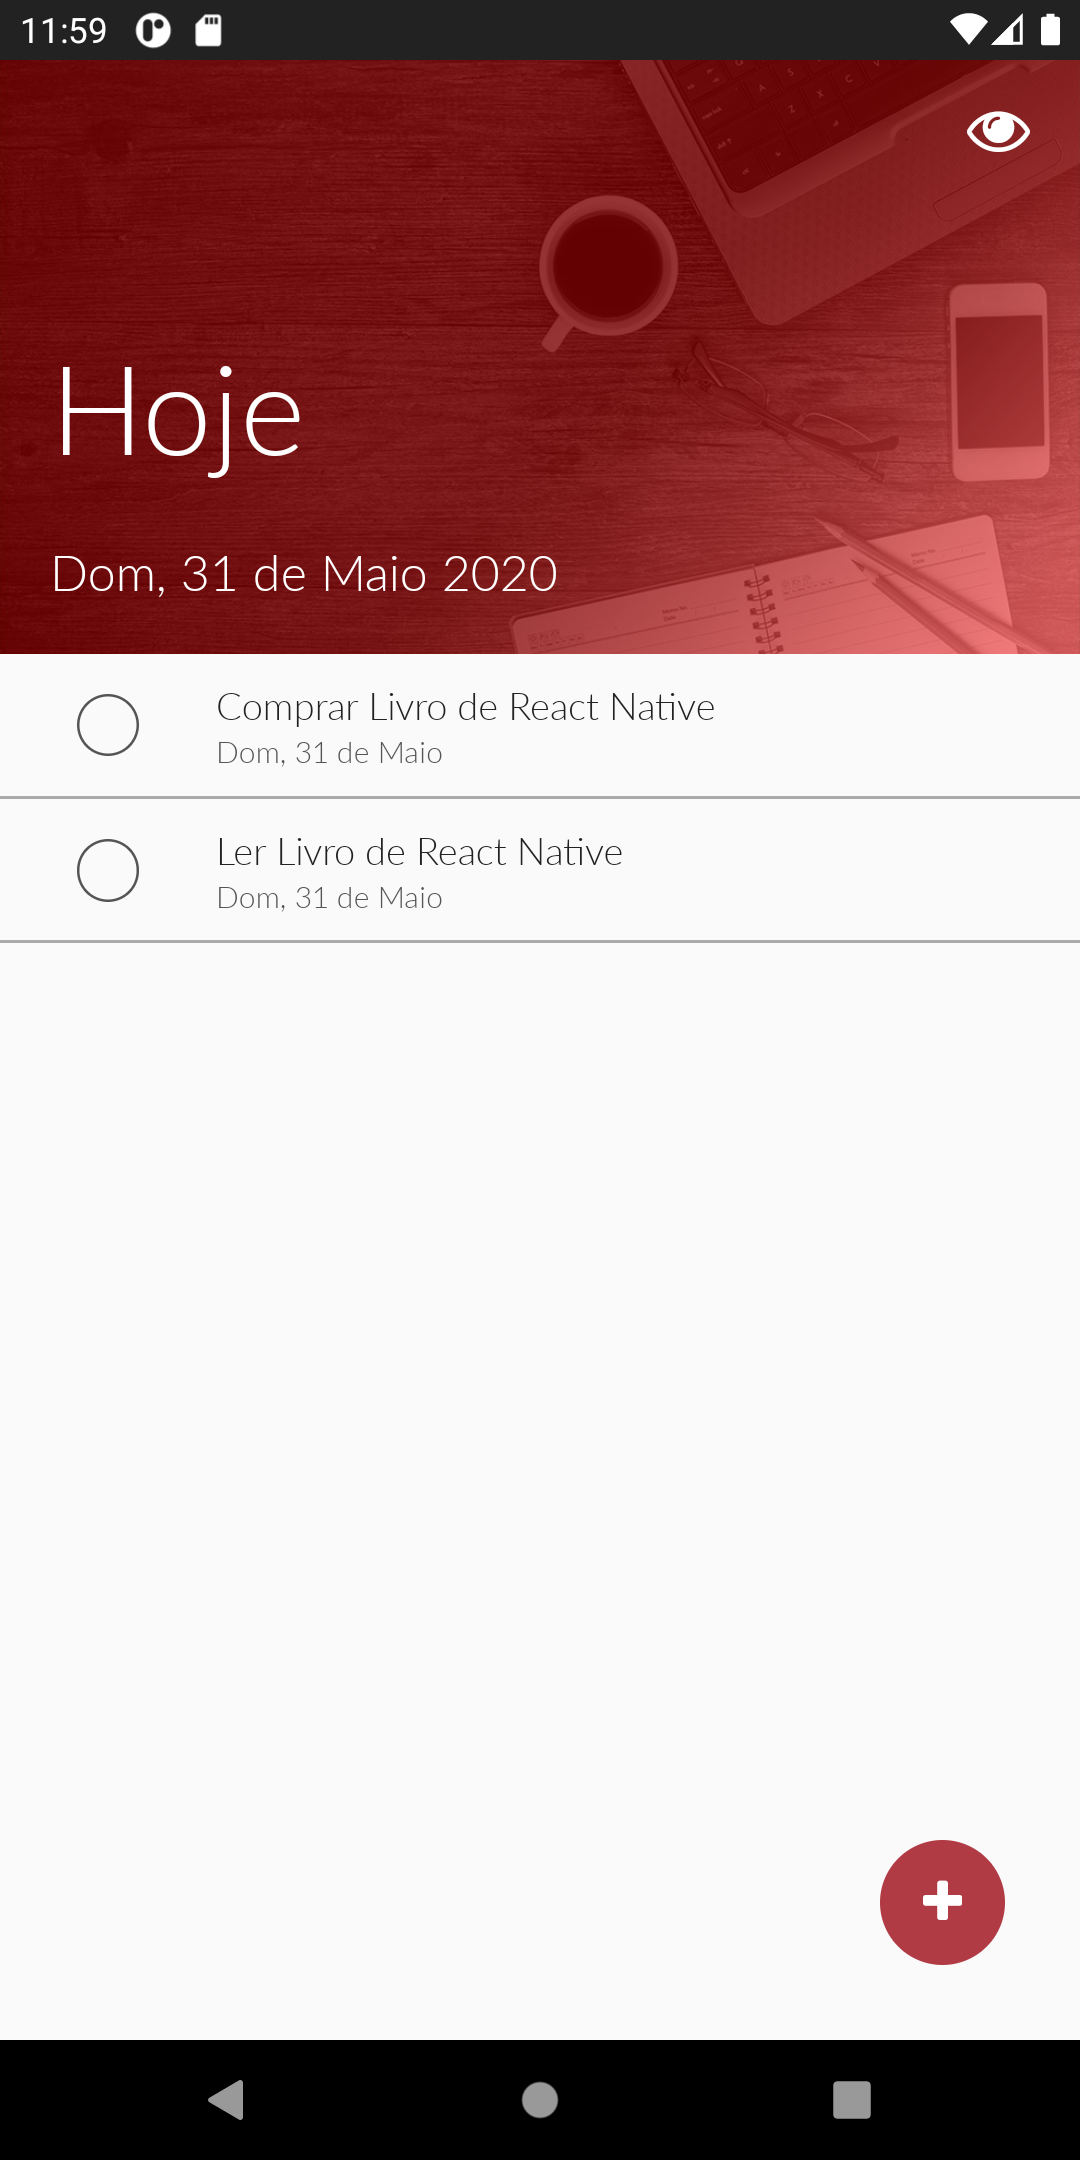 11:59
Hoje
Dom, 31 de Maio 2020
Comprar Livro de React Native
Dom, 31 de Maio
Ler Livro de React Native
Dom, 31 de Maio